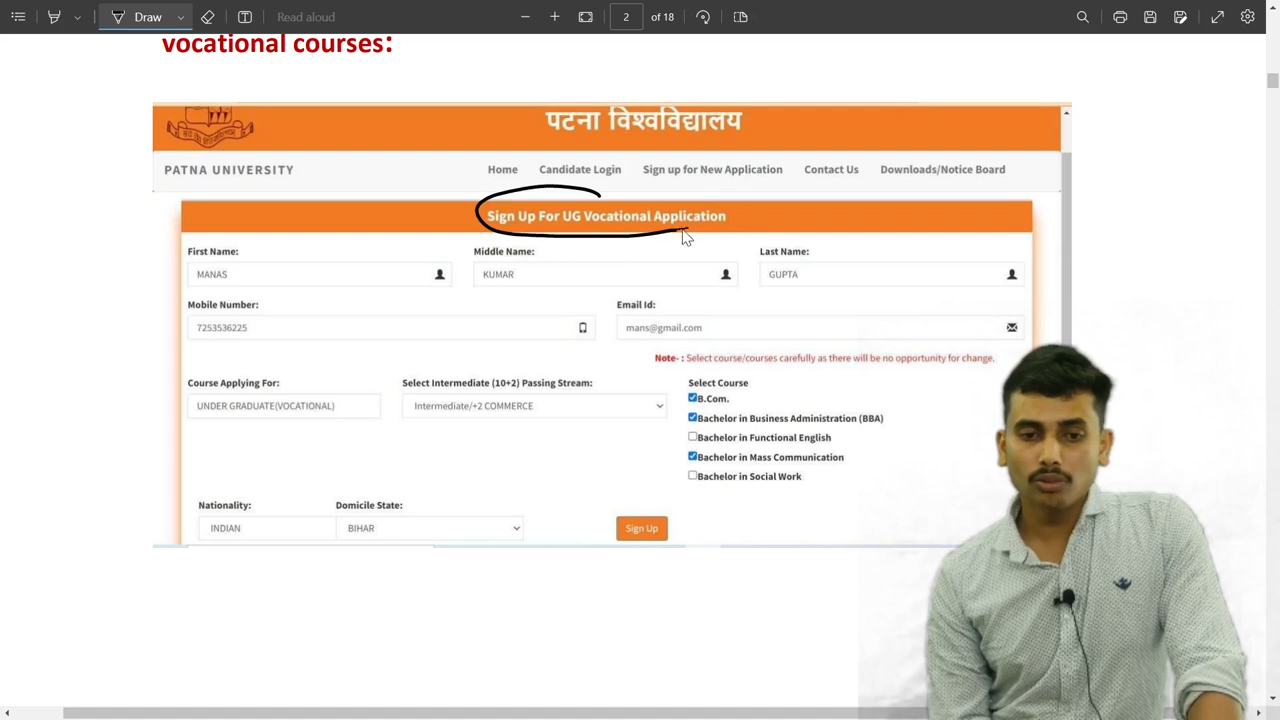 Draw
Read aloud
2 of 18
vocational courses:
पटना विश्वविद्यालय
PATNA UNIVERSITY
Home Candidate Login Sign up for New Application Contact Us Downloads/Notice Board
Sign Up For UG Vocational Application
First Name: Middle Name: Last Name:
MANAS KUMAR GUPTA
Mobile Number: Email Id:
7253536225 mans@gmail.com
Note- : Select course/courses carefully as there will be no opportunity for change.
Course Applying For: Select Intermediate (10+2) Passing Stream: Select Course
UNDER GRADUATE(VOCATIONAL) Intermediate/+2 COMMERCE B.Com.
Bachelor in Business Administration (BBA)
Bachelor in Functional English
Bachelor in Mass Communication
Bachelor in Social Work
Nationality: Domicile State:
INDIAN BIHAR Sign Up